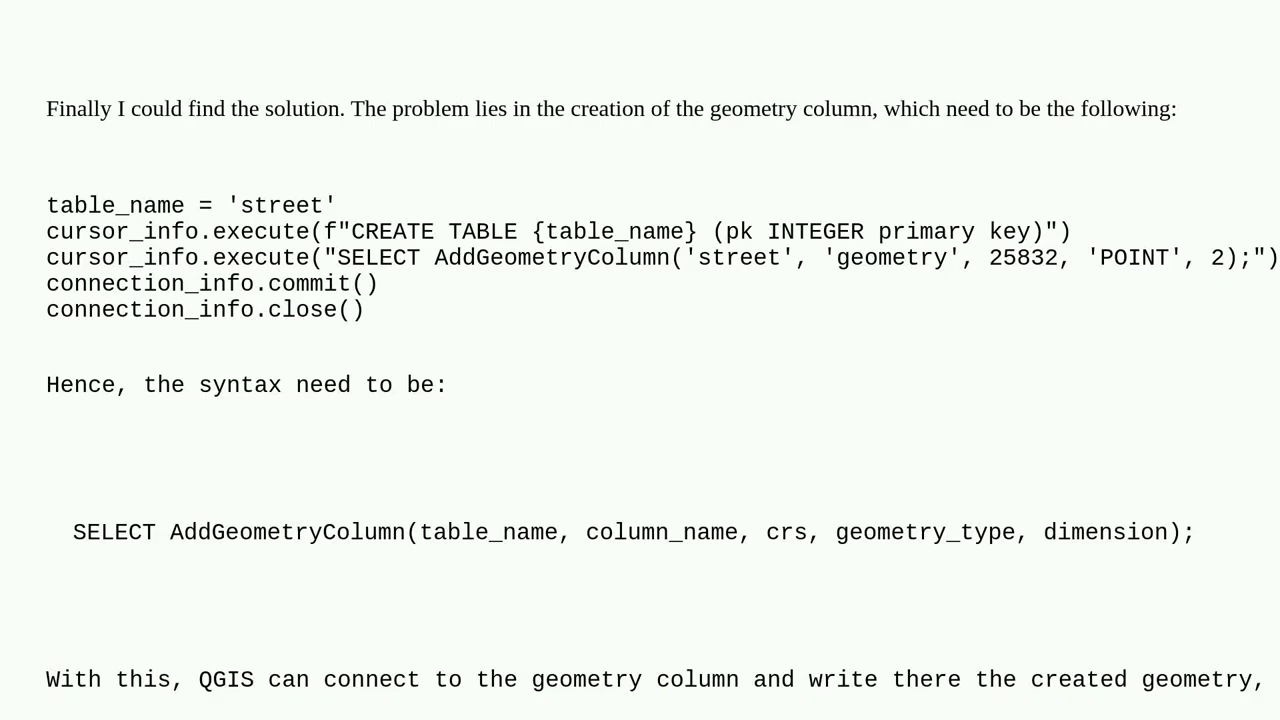 Finally I could find the solution. The problem lies in the creation of the geometry column, which need to be the following:
table_name = 'street'
cursor_info.execute(f"CREATE TABLE {table_name} (pk INTEGER primary key)")
cursor_info.execute("SELECT AddGeometryColumn('street', 'geometry', 25832, 'POINT', 2);")
connection_info.commit()
connection_info.close()
Hence, the syntax need to be:
SELECT AddGeometryColumn(table_name, column_name, crs, geometry_type, dimension);
With this, QGIS can connect to the geometry column and write there the created geometry,